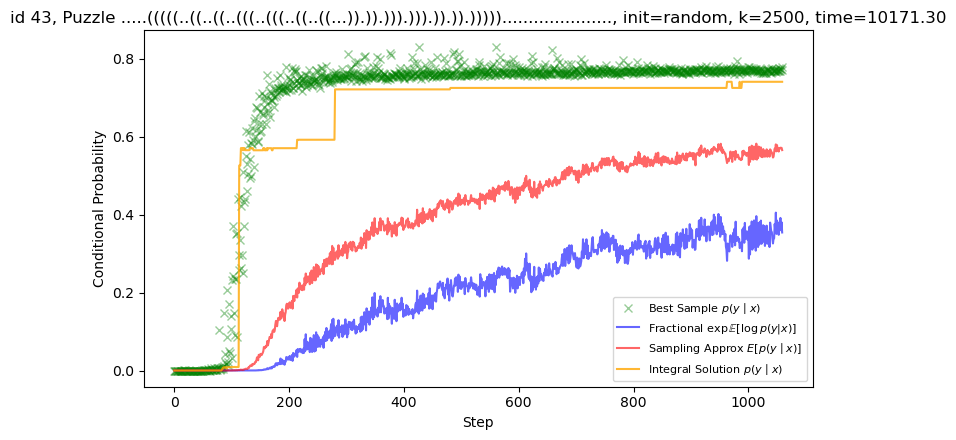 id 43, Puzzle .....(((((..((..((..(((..(((..((..((...)).)).))).))).)).)).)))))....................., init=random, k=2500, time=10171.30
0.8
0.6
0.4
0.2
0.0
Conditional Probability
0
200
400
600
800
1000
Step
Best Sample p(y | x)
Fractional exp𝔼[log p(y|x)]
Sampling Approx E[p(y | x)]
Integral Solution p(y | x)